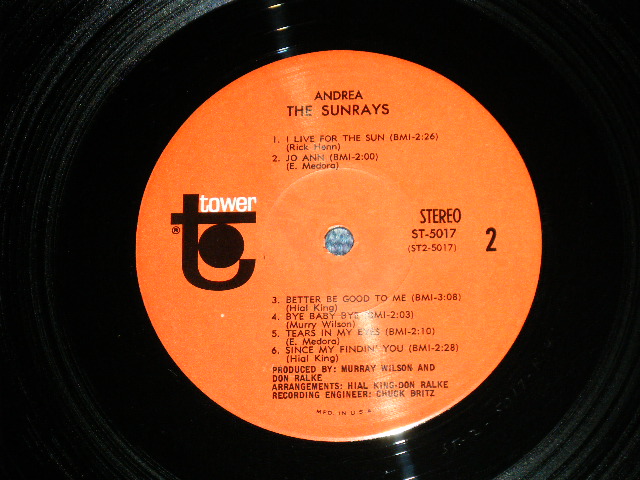 ANDREA
THE SUNRAYS
1. I LIVE FOR THE SUN (BMI-2:26)
(Rick Henn)
2. JO ANN (BMI-2:00)
(E. Medora)
tower
®
STEREO
ST-5017
(ST2-5017)
2
3. BETTER BE GOOD TO ME (BMI-3:08)
(Hial King)
4. BYE BABY BYE (BMI-2:03)
(Murry Wilson)
5. TEARS IN MY EYES (BMI-2:10)
(E. Medora)
6. SINCE MY FINDIN' YOU (BMI-2:28)
(Hial King)
PRODUCED BY: MURRAY WILSON AND
DON RALKE
ARRANGEMENTS: HIAL KING-DON RALKE
RECORDING ENGINEER: CHUCK BRITZ
MFD. IN U.S.A.